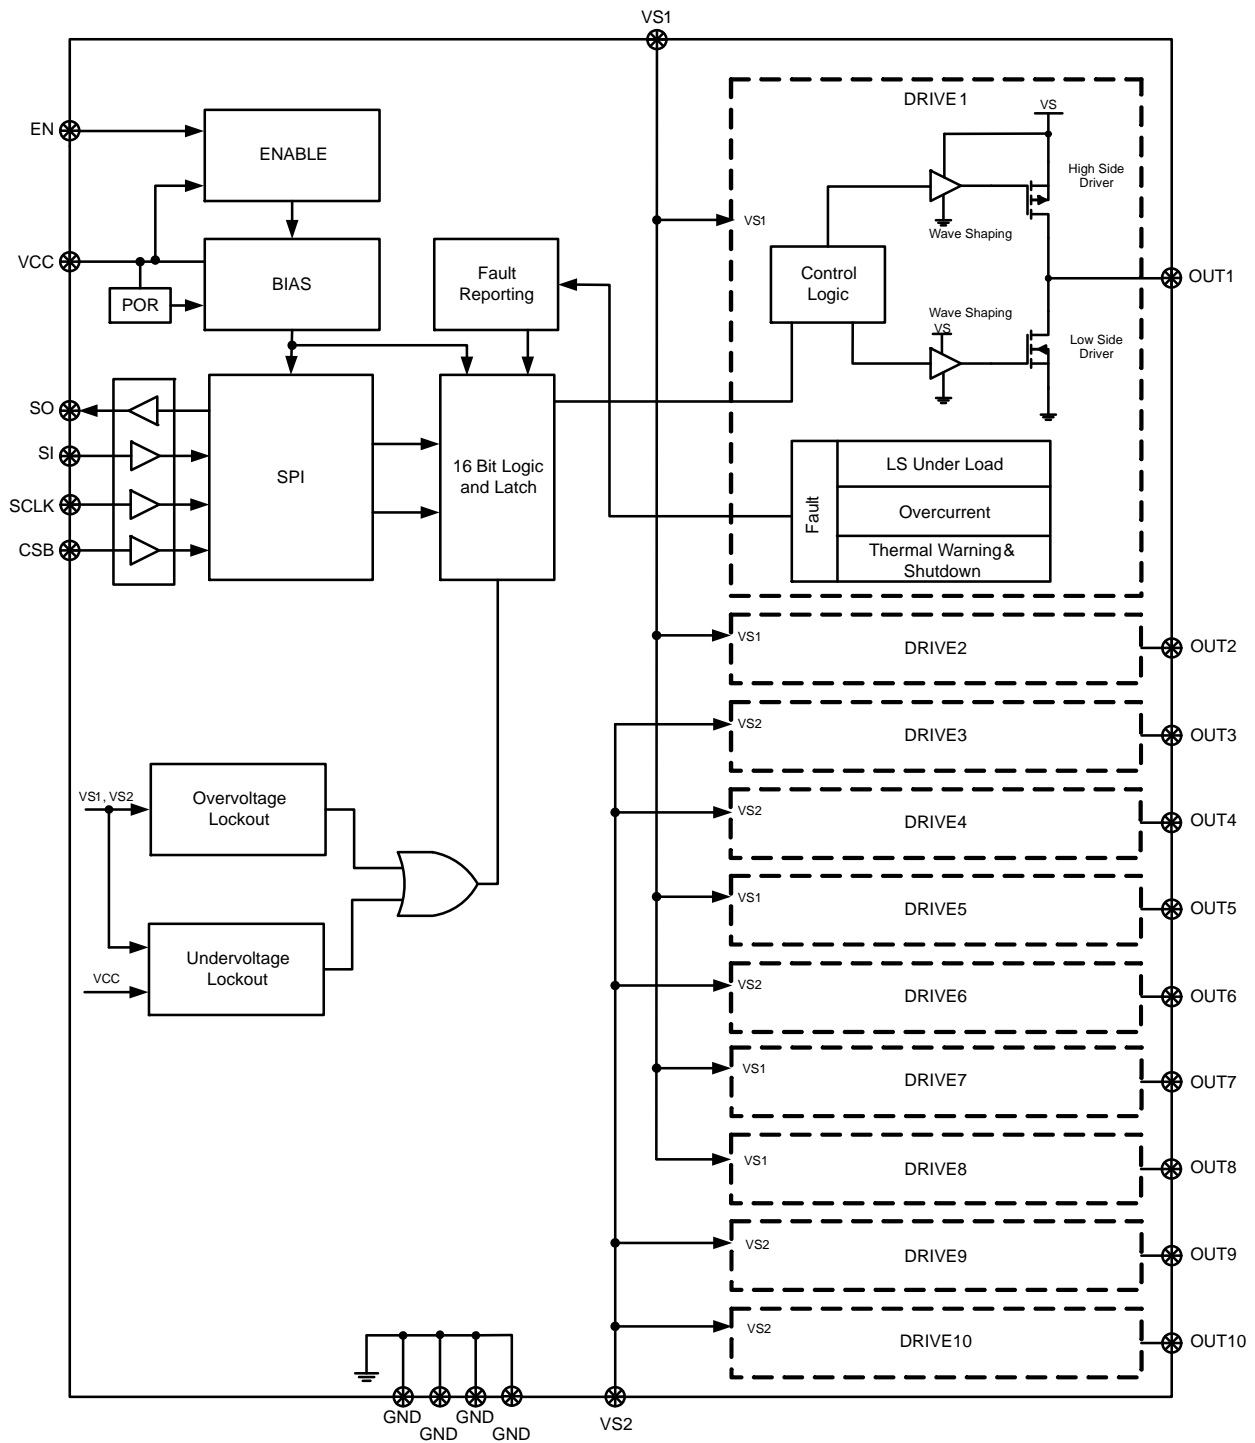 VS1
EN
ENABLE
VCC
BIAS
POR
Fault
Reporting
SO
SI
SCLK
CSB
SPI
16 Bit Logic
and Latch
VS1, VS2
Overvoltage
Lockout
Undervoltage
Lockout
VCC
DRIVE1
VS
High Side
Driver
VS1
Wave Shaping
Control
Logic
OUT1
Wave Shaping
VS
Low Side
Driver
Fault
LS Under Load
Overcurrent
Thermal Warning &
Shutdown
VS1
DRIVE2
OUT2
VS2
DRIVE3
OUT3
VS2
DRIVE4
OUT4
VS1
DRIVE5
OUT5
VS2
DRIVE6
OUT6
VS1
DRIVE7
OUT7
VS1
DRIVE8
OUT8
VS2
DRIVE9
OUT9
VS2
DRIVE10
OUT10
GND
GND
GND
GND
VS2